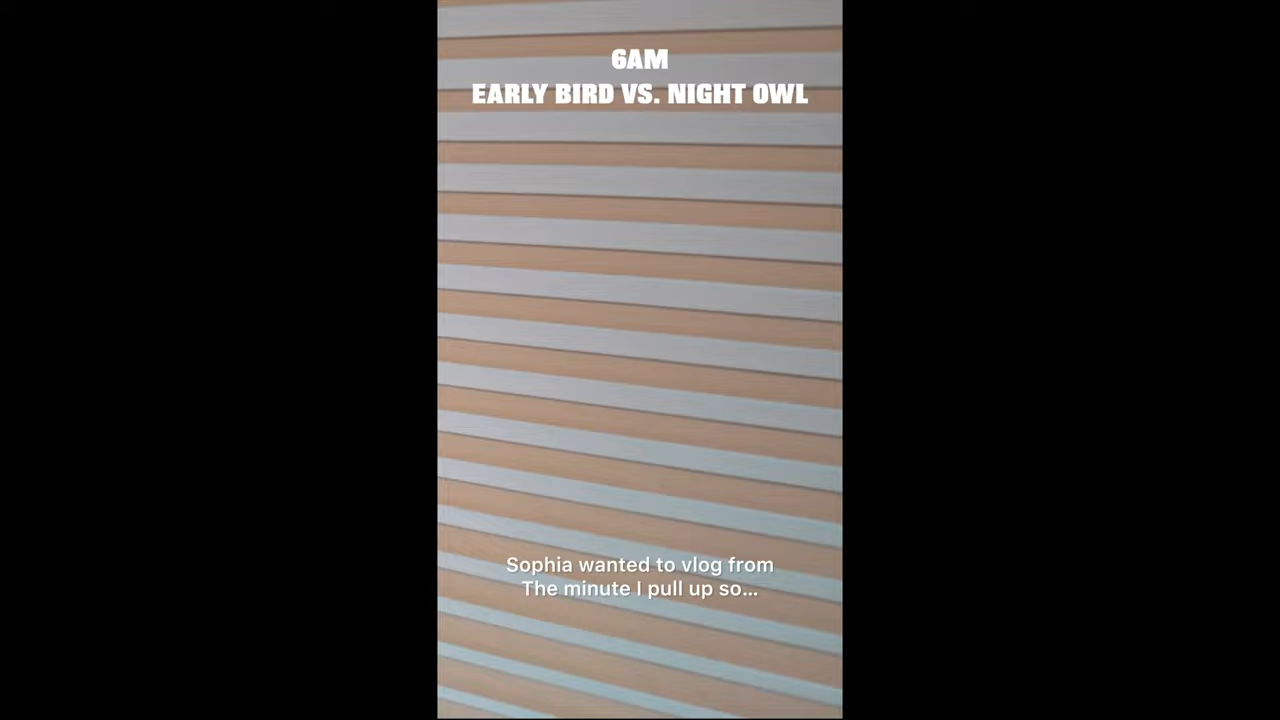 6AM
EARLY BIRD VS. NIGHT OWL
Sophia wanted to vlog from
The minute I pull up so...